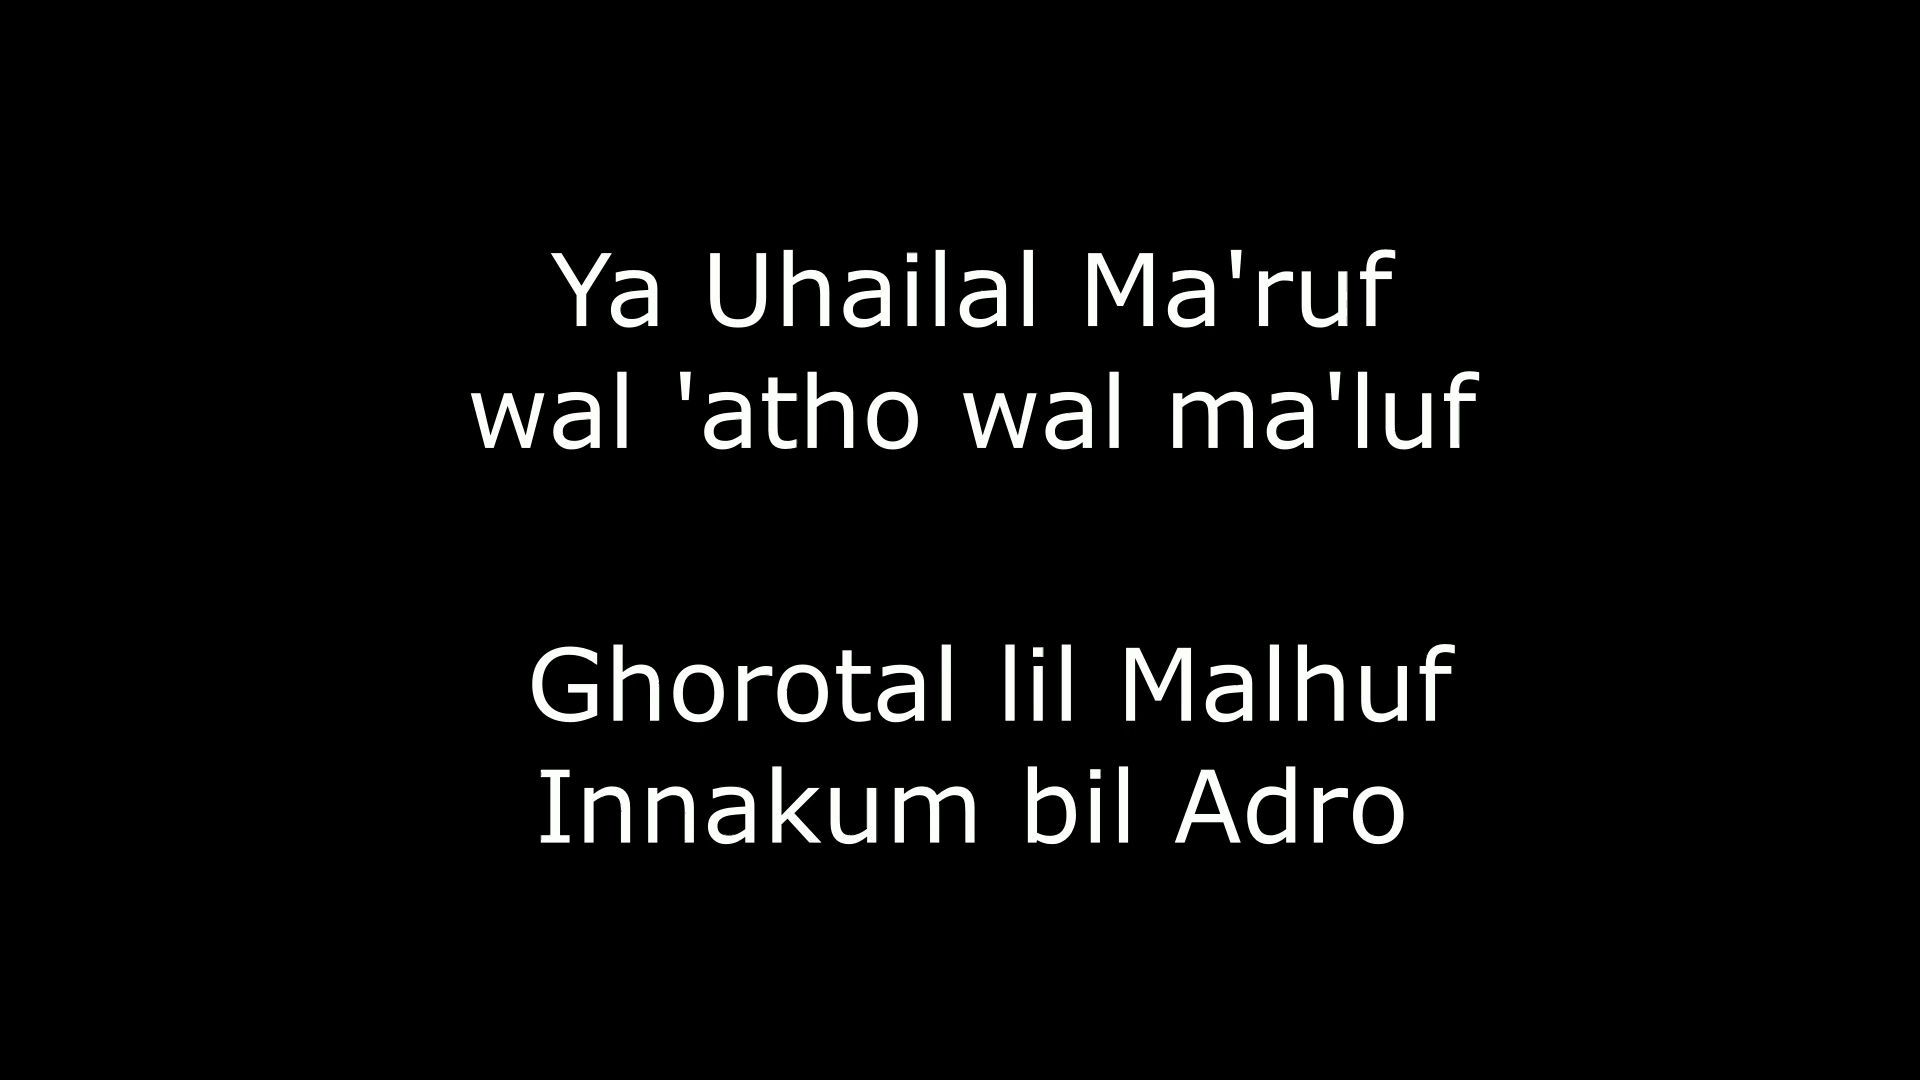 Ya Uhailal Ma'ruf
wal 'atho wal ma'luf
Ghorotal lil Malhuf
Innakum bil Adro